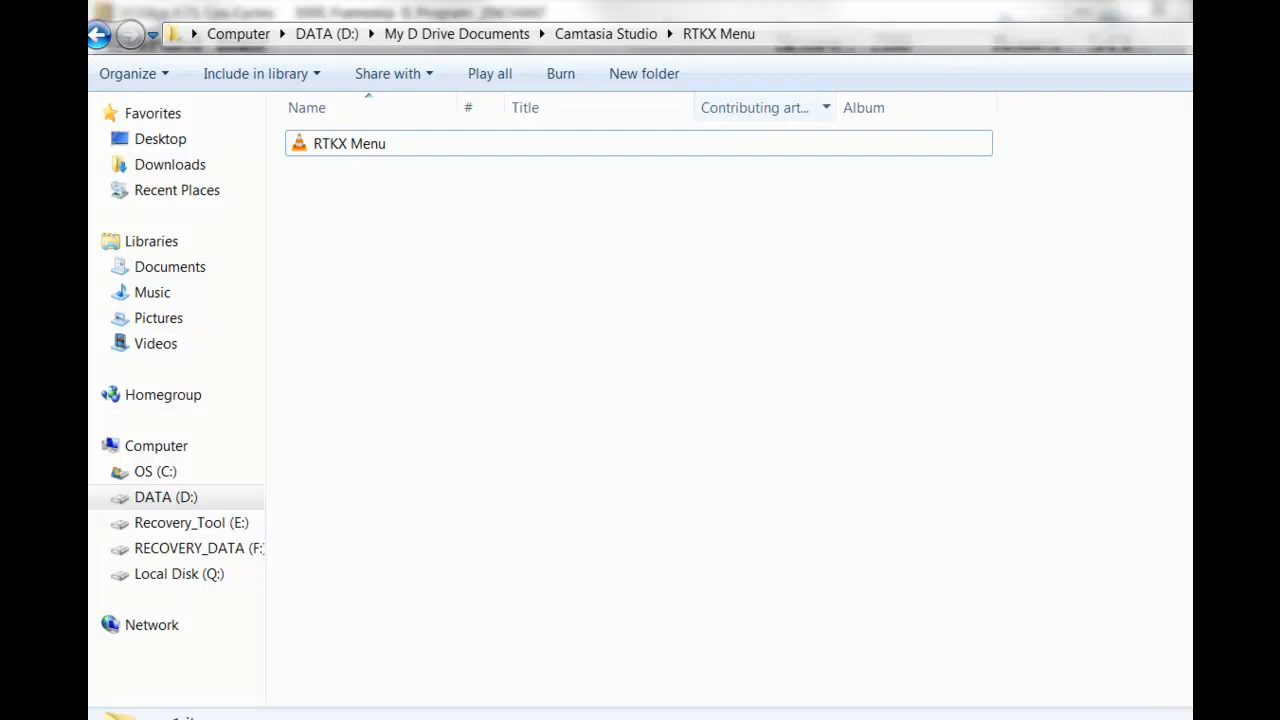 Computer DATA (D:) My D Drive Documents Camtasia Studio RTKX Menu
Organize Include in library Share with Play all Burn New folder
Name # Title Contributing art... Album
RTKX Menu
Favorites
Desktop
Downloads
Recent Places
Libraries
Documents
Music
Pictures
Videos
Homegroup
Computer
OS (C:)
DATA (D:)
Recovery_Tool (E:)
RECOVERY_DATA (F:
Local Disk (Q:)
Network